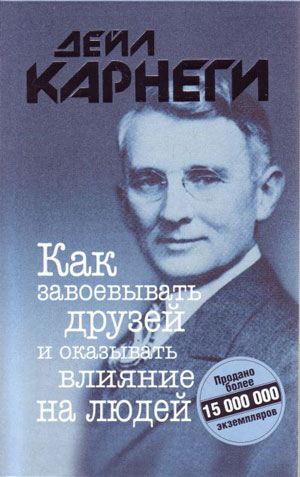 ДЕЙЛ
КАРНЕГИ
Как
завоевывать
друзей
и оказывать
влияние
на людей
Продано
более
15 000 000
экземпляров